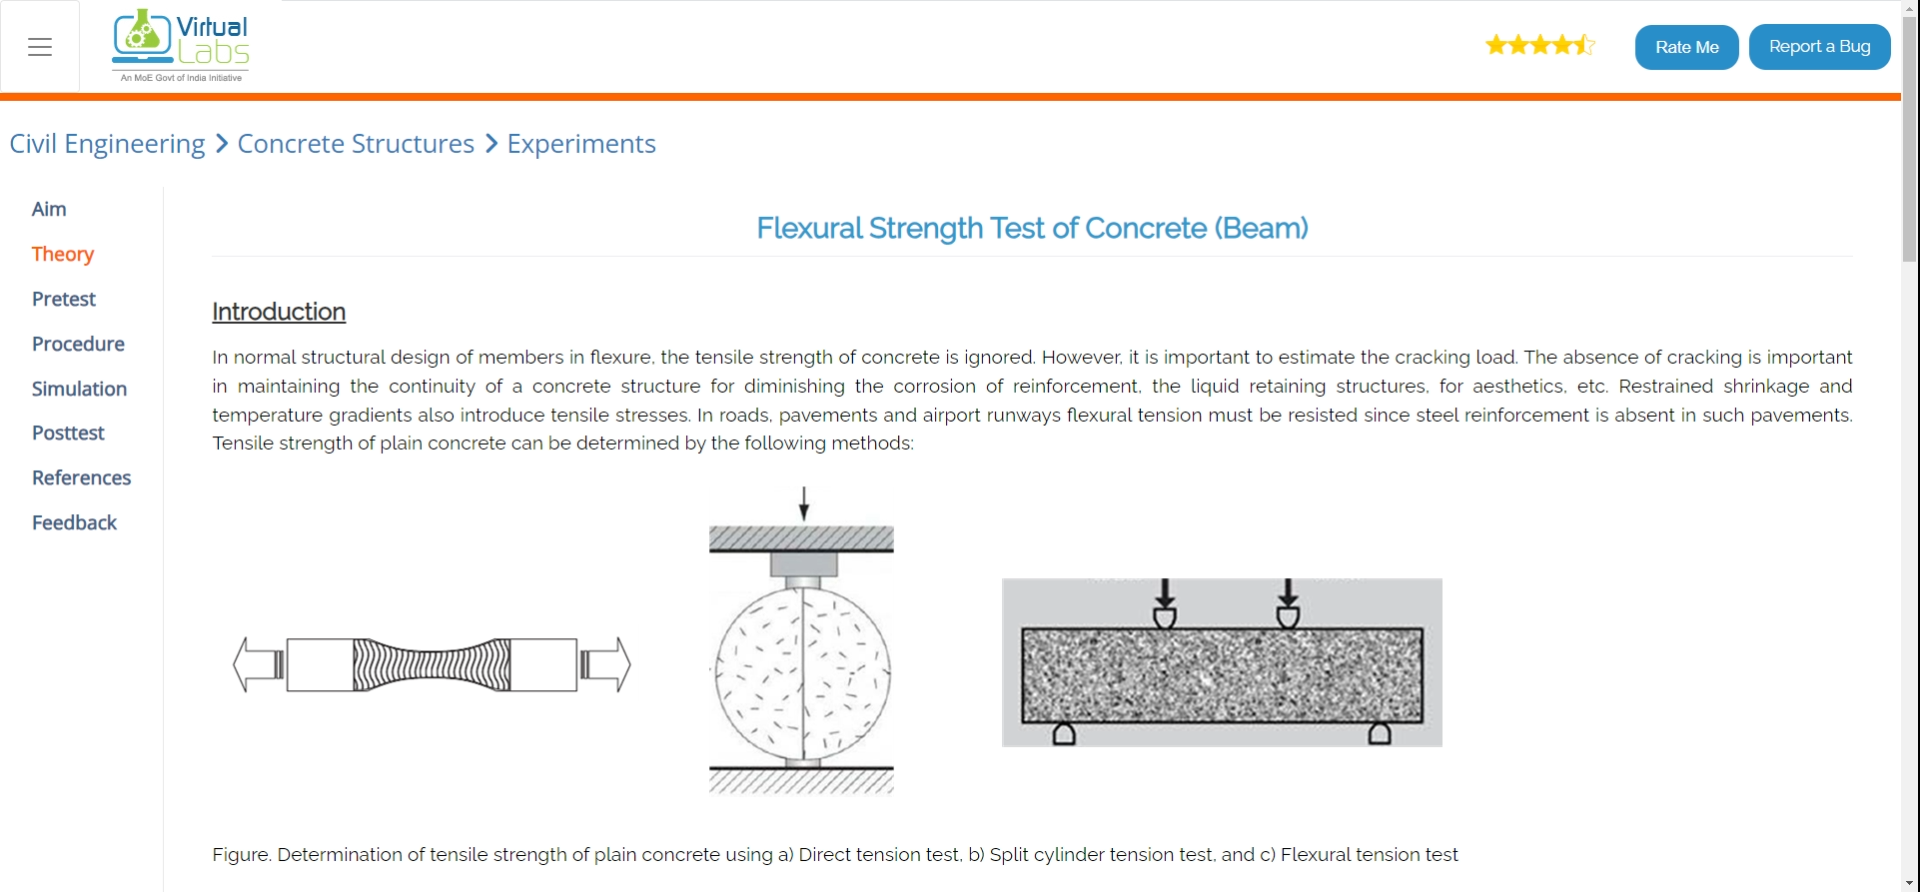 Virtual
Labs
An MoE Govt of India Initiative
Rate Me
Report a Bug
Civil Engineering
Concrete Structures
Experiments
Aim
Theory
Pretest
Procedure
Simulation
Posttest
References
Feedback
Flexural Strength Test of Concrete (Beam)
Introduction
In normal structural design of members in flexure, the tensile strength of concrete is ignored. However, it is important to estimate the cracking load. The absence of cracking is important
in maintaining the continuity of a concrete structure for diminishing the corrosion of reinforcement, the liquid retaining structures, for aesthetics, etc. Restrained shrinkage and
temperature gradients also introduce tensile stresses. In roads, pavements and airport runways flexural tension must be resisted since steel reinforcement is absent in such pavements.
Tensile strength of plain concrete can be determined by the following methods:
Figure. Determination of tensile strength of plain concrete using a) Direct tension test, b) Split cylinder tension test, and c) Flexural tension test